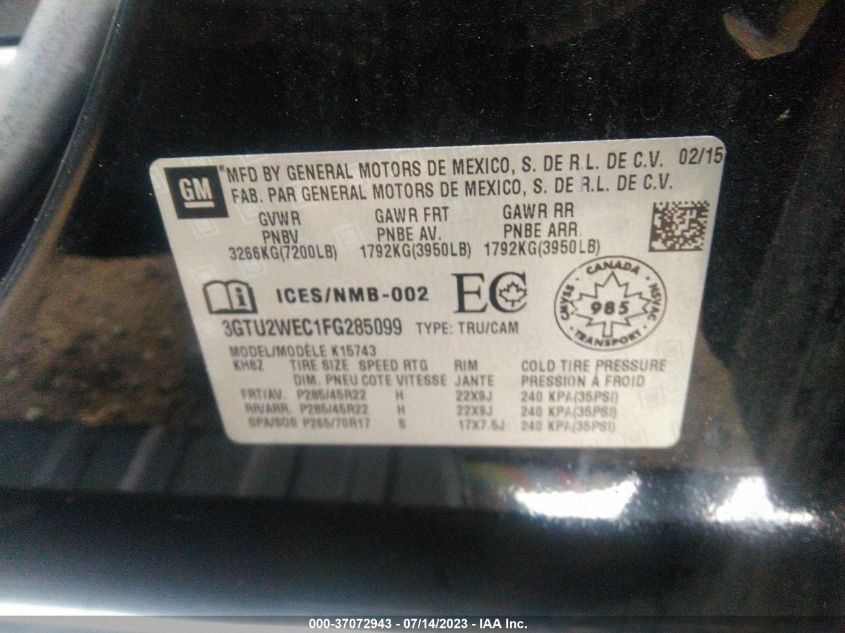 GM
MFD BY GENERAL MOTORS DE MEXICO, S. DE R.L. DE C.V. 02/15
FAB. PAR GENERAL MOTORS DE MEXICO, S. DE R.L. DE C.V.
GVWR GAWR FRT GAWR RR
PNBV PNBE AV. PNBE ARR
3266KG(7200LB) 1792KG(3950LB) 1792KG(3950LB)
ICES/NMB-002 EC
CANADA
CMVSS 985 NSVAC
TRANSPORT
3GTU2WEC1FG285099 TYPE: TRU/CAM
MODEL/MODÈLE K15743
KH8Z TIRE SIZE SPEED RTG RIM COLD TIRE PRESSURE
DIM. PNEU COTE VITESSE JANTE PRESSION À FROID
FRT/AV. P285/45R22 H 22X9J 240 KPA(35PSI)
RR/ARR. P285/45R22 H 22X9J 240 KPA(35PSI)
SPA/SOS P265/70R17 S 17X7.5J 240 KPA(35PSI)
000-37072943 - 07/14/2023 - IAA Inc.